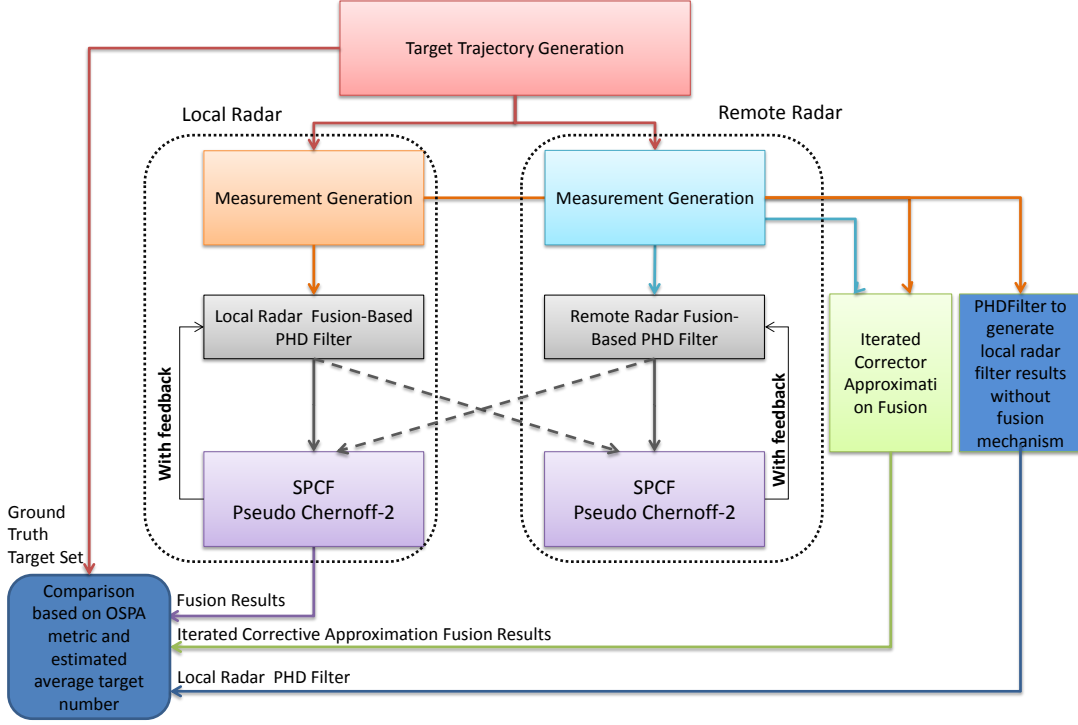 Target Trajectory Generation
Local Radar
Remote Radar
Measurement Generation
Measurement Generation
Local Radar Fusion-Based
PHD Filter
Remote Radar Fusion-
Based PHD Filter
Iterated
Corrector
Approximati
on Fusion
PHDFilter to
generate
local radar
filter results
without
fusion
mechanism
With feedback
With feedback
SPCF
Pseudo Chernoff-2
SPCF
Pseudo Chernoff-2
Ground
Truth
Target Set
Comparison
based on OSPA
metric and
estimated
average target
number
Fusion Results
Iterated Corrective Approximation Fusion Results
Local Radar PHD Filter